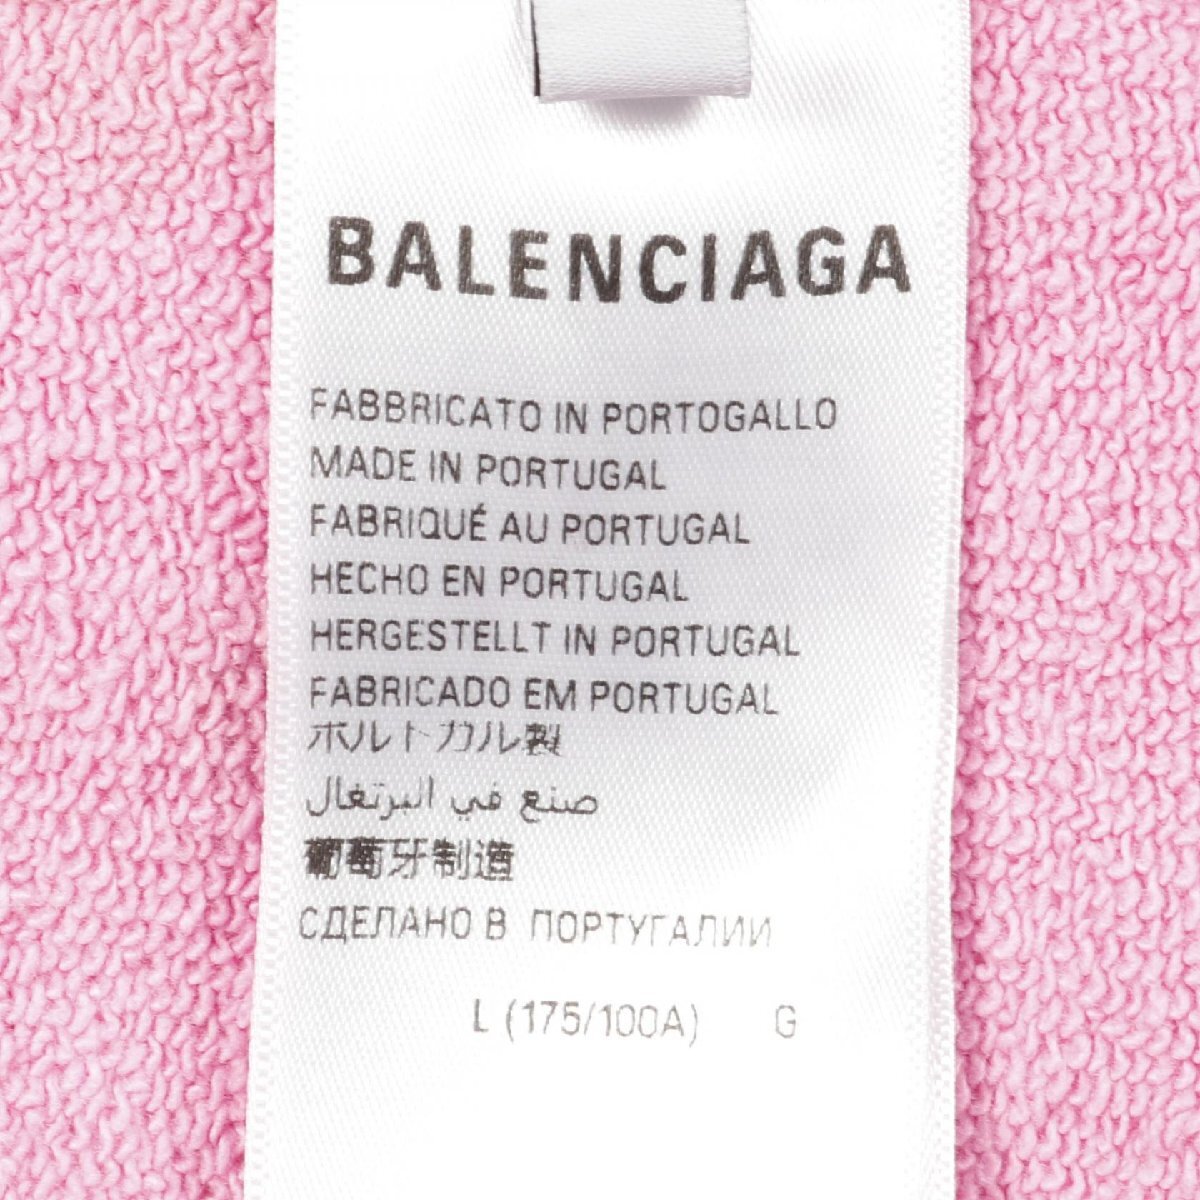 BALENCIAGA
FABBRICATO IN PORTOGALLO
MADE IN PORTUGAL
FABRIQUÉ AU PORTUGAL
HECHO EN PORTUGAL
HERGESTELLT IN PORTUGAL
FABRICADO EM PORTUGAL
ポルトガル製
صنع في البرتغال
葡萄牙制造
СДЕЛАНО В ПОРТУГАЛИИ
L (175/100A) G